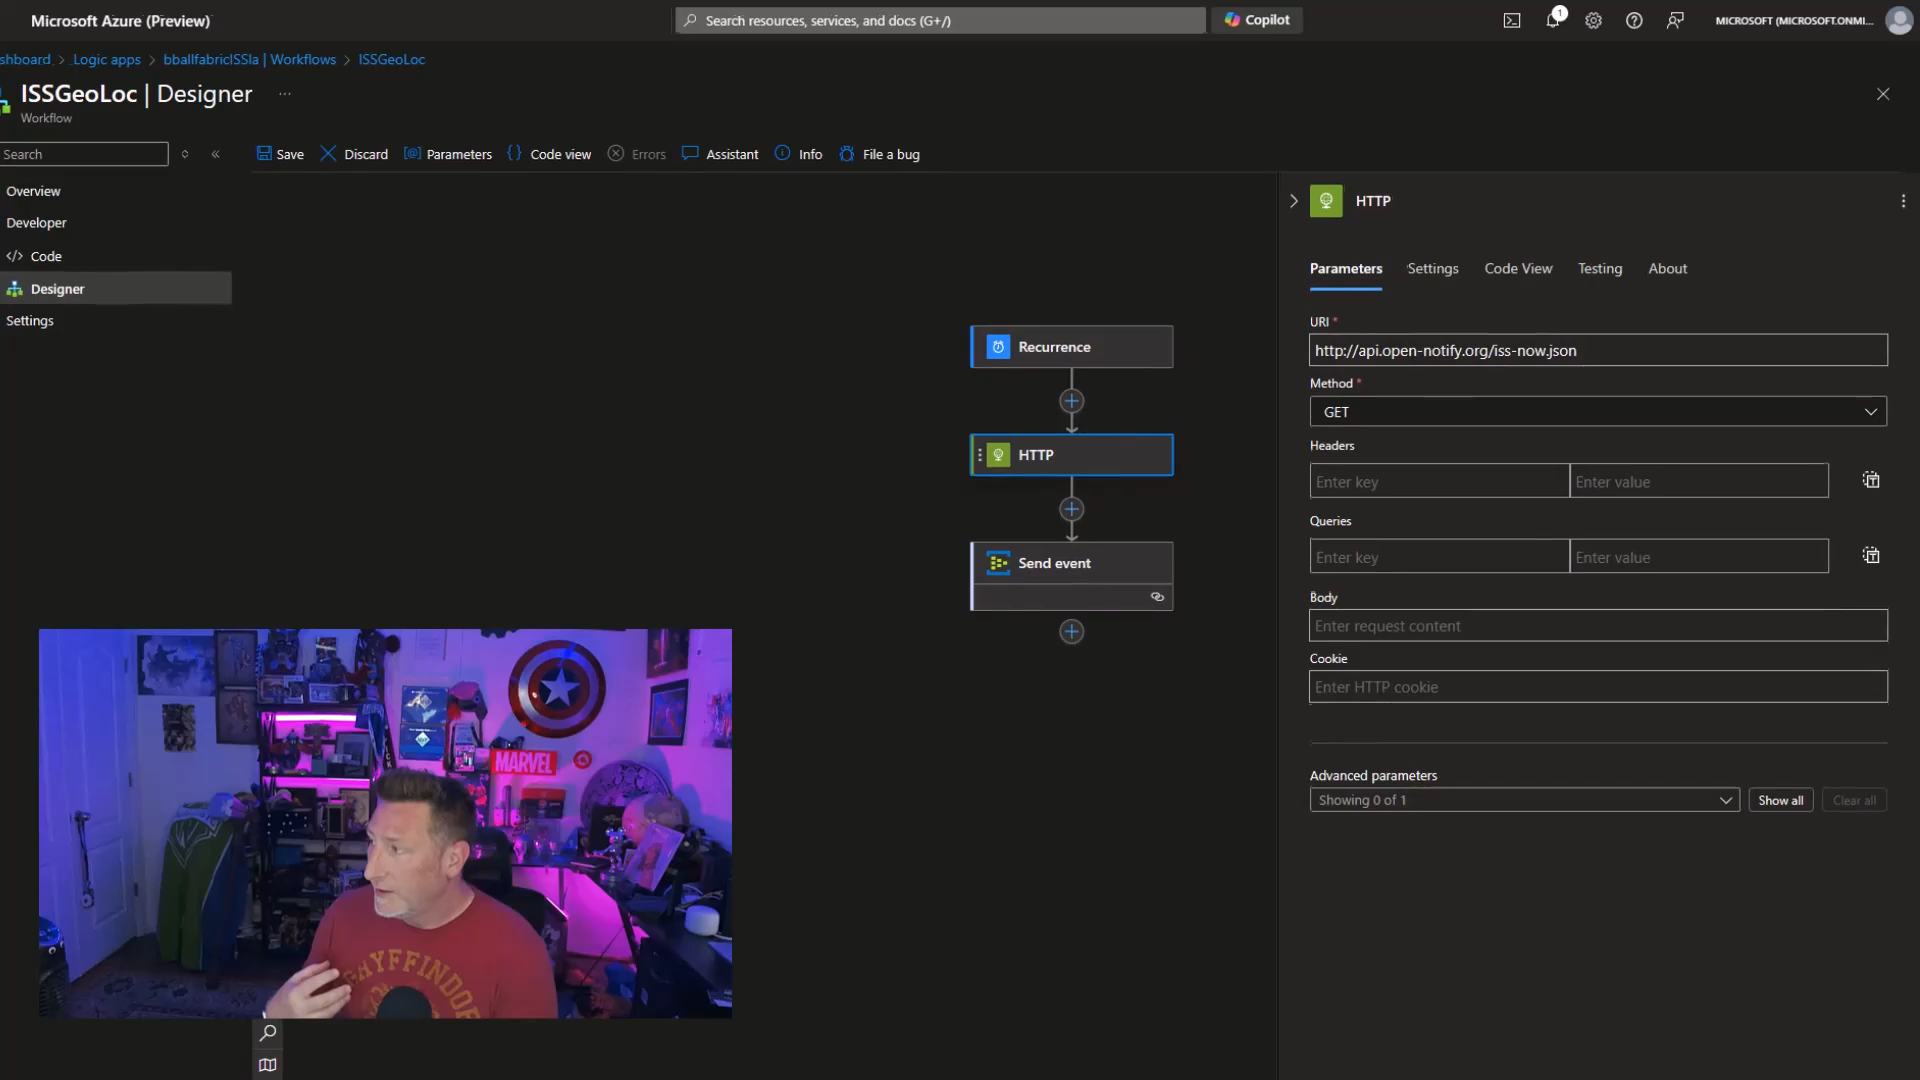 Microsoft Azure (Preview)
Search resources, services, and docs (G+/)
Copilot
1
MICROSOFT (MICROSOFT.ONMI...
shboard > Logic apps > bballfabricISSla | Workflows > ISSGeoLoc
ISSGeoLoc | Designer ...
Workflow
Search
Save
Discard
Parameters
Code view
Errors
Assistant
Info
File a bug
Overview
Developer
Code
Designer
Settings
Recurrence
HTTP
Send event
HTTP
Parameters
Settings
Code View
Testing
About
URI *
http://api.open-notify.org/iss-now.json
Method *
GET
Headers
Enter key
Enter value
Queries
Enter key
Enter value
Body
Enter request content
Cookie
Enter HTTP cookie
Advanced parameters
Showing 0 of 1
Show all
Clear all
MARVEL
GRYFFINDOR